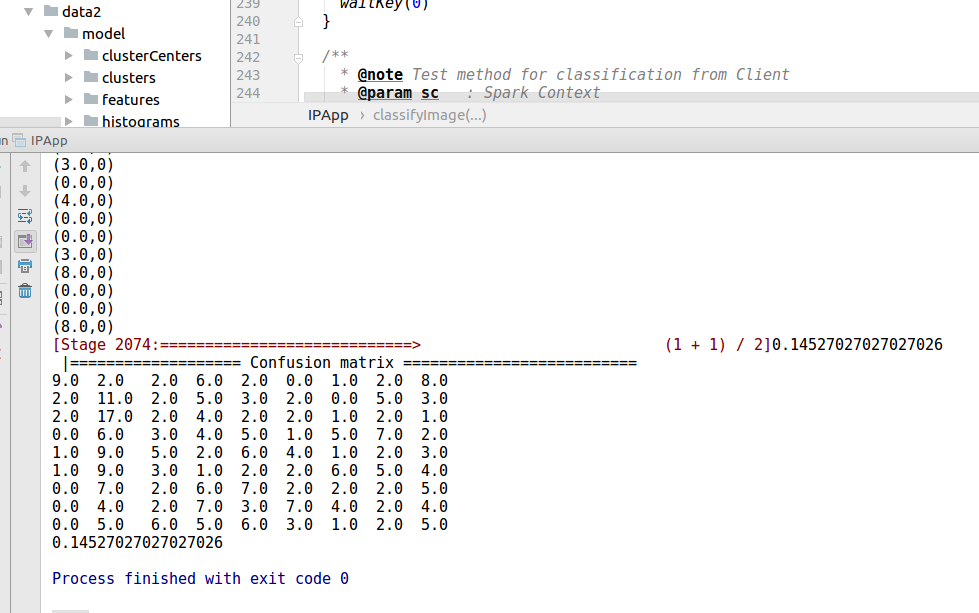 data2
model
clusterCenters
clusters
features
histograms
239 waitKey(0)
240 }
241
242 /**
243 * @note Test method for classification from Client
244 * @param sc : Spark Context
IPApp › classifyImage(...)
n IPApp
(3.0,0)
(0.0,0)
(4.0,0)
(0.0,0)
(0.0,0)
(3.0,0)
(8.0,0)
(0.0,0)
(0.0,0)
(8.0,0)
[Stage 2074:============================> (1 + 1) / 2]0.14527027027027026
|=================== Confusion matrix ==========================
9.0 2.0 2.0 6.0 2.0 0.0 1.0 2.0 8.0
2.0 11.0 2.0 5.0 3.0 2.0 0.0 5.0 3.0
2.0 17.0 2.0 4.0 2.0 2.0 1.0 2.0 1.0
0.0 6.0 3.0 4.0 5.0 1.0 5.0 7.0 2.0
1.0 9.0 5.0 2.0 6.0 4.0 1.0 2.0 3.0
1.0 9.0 3.0 1.0 2.0 2.0 6.0 5.0 4.0
0.0 7.0 2.0 6.0 7.0 2.0 2.0 2.0 5.0
0.0 4.0 2.0 7.0 3.0 7.0 4.0 2.0 4.0
0.0 5.0 6.0 5.0 6.0 3.0 1.0 2.0 5.0
0.14527027027027026
Process finished with exit code 0